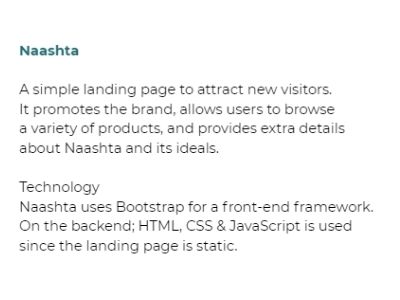 Naashta
A simple landing page to attract new visitors.
It promotes the brand, allows users to browse
a variety of products, and provides extra details
about Naashta and its ideals.
Technology
Naashta uses Bootstrap for a front-end framework.
On the backend; HTML, CSS & JavaScript is used
since the landing page is static.